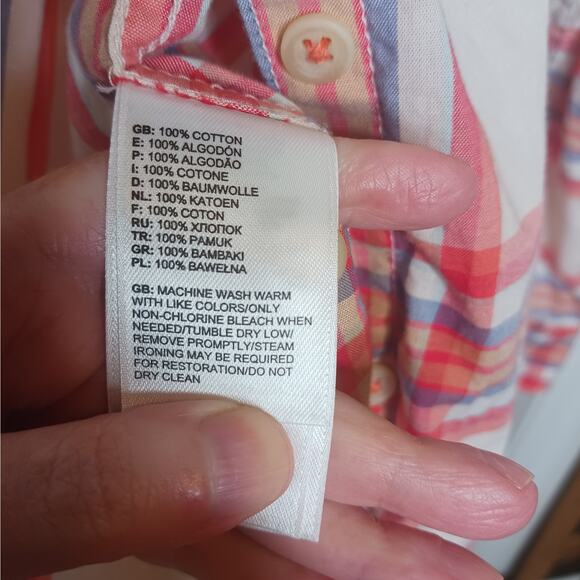 GB: 100% COTTON
E: 100% ALGODÓN
P: 100% ALGODÃO
I: 100% COTONE
D: 100% BAUMWOLLE
NL: 100% KATOEN
F: 100% COTON
RU: 100% ХЛОПОК
TR: 100% PAMUK
GR: 100% BAMBAKI
PL: 100% BAWEŁNA
GB: MACHINE WASH WARM
WITH LIKE COLORS/ONLY
NON-CHLORINE BLEACH WHEN
NEEDED/TUMBLE DRY LOW/
REMOVE PROMPTLY/STEAM
IRONING MAY BE REQUIRED
FOR RESTORATION/DO NOT
DRY CLEAN